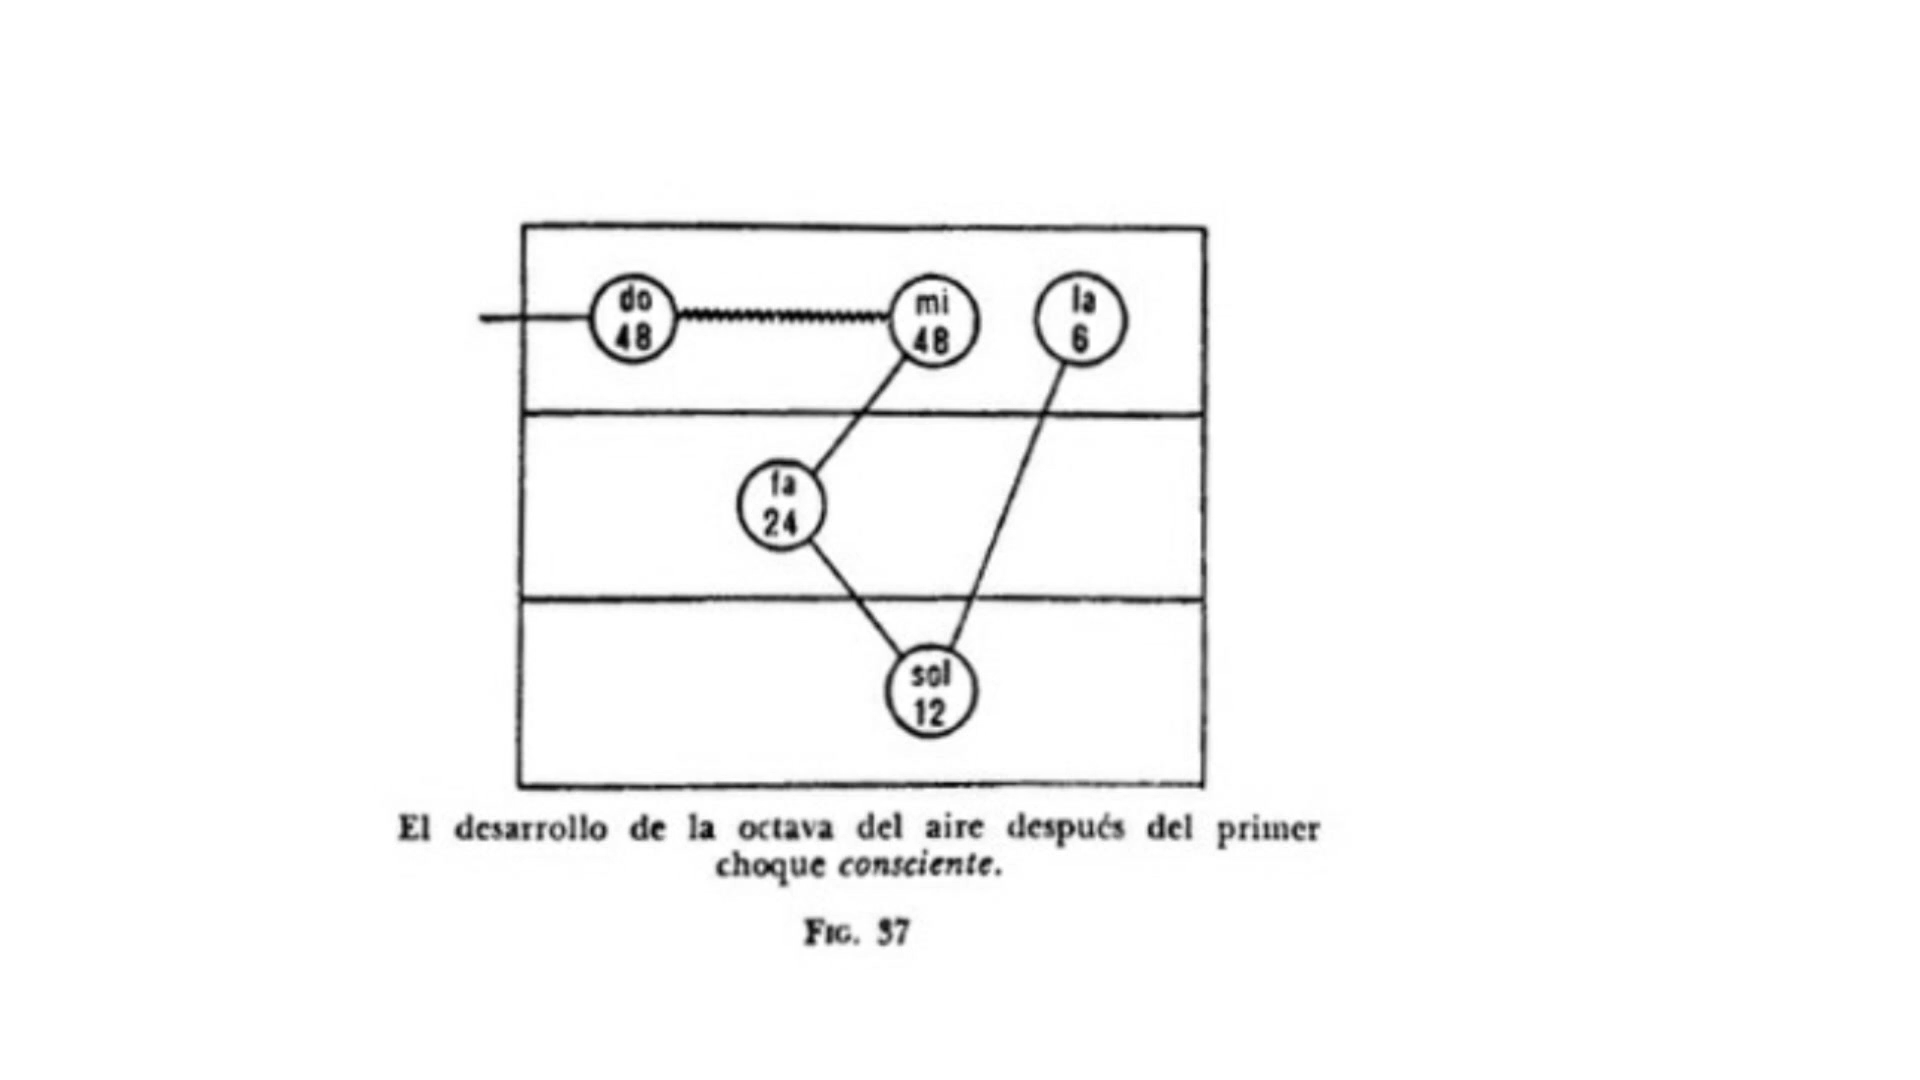 do
48
mi
48
la
6
fa
24
sol
12
El desarrollo de la octava del aire después del primer
choque consciente.
FIG. 37